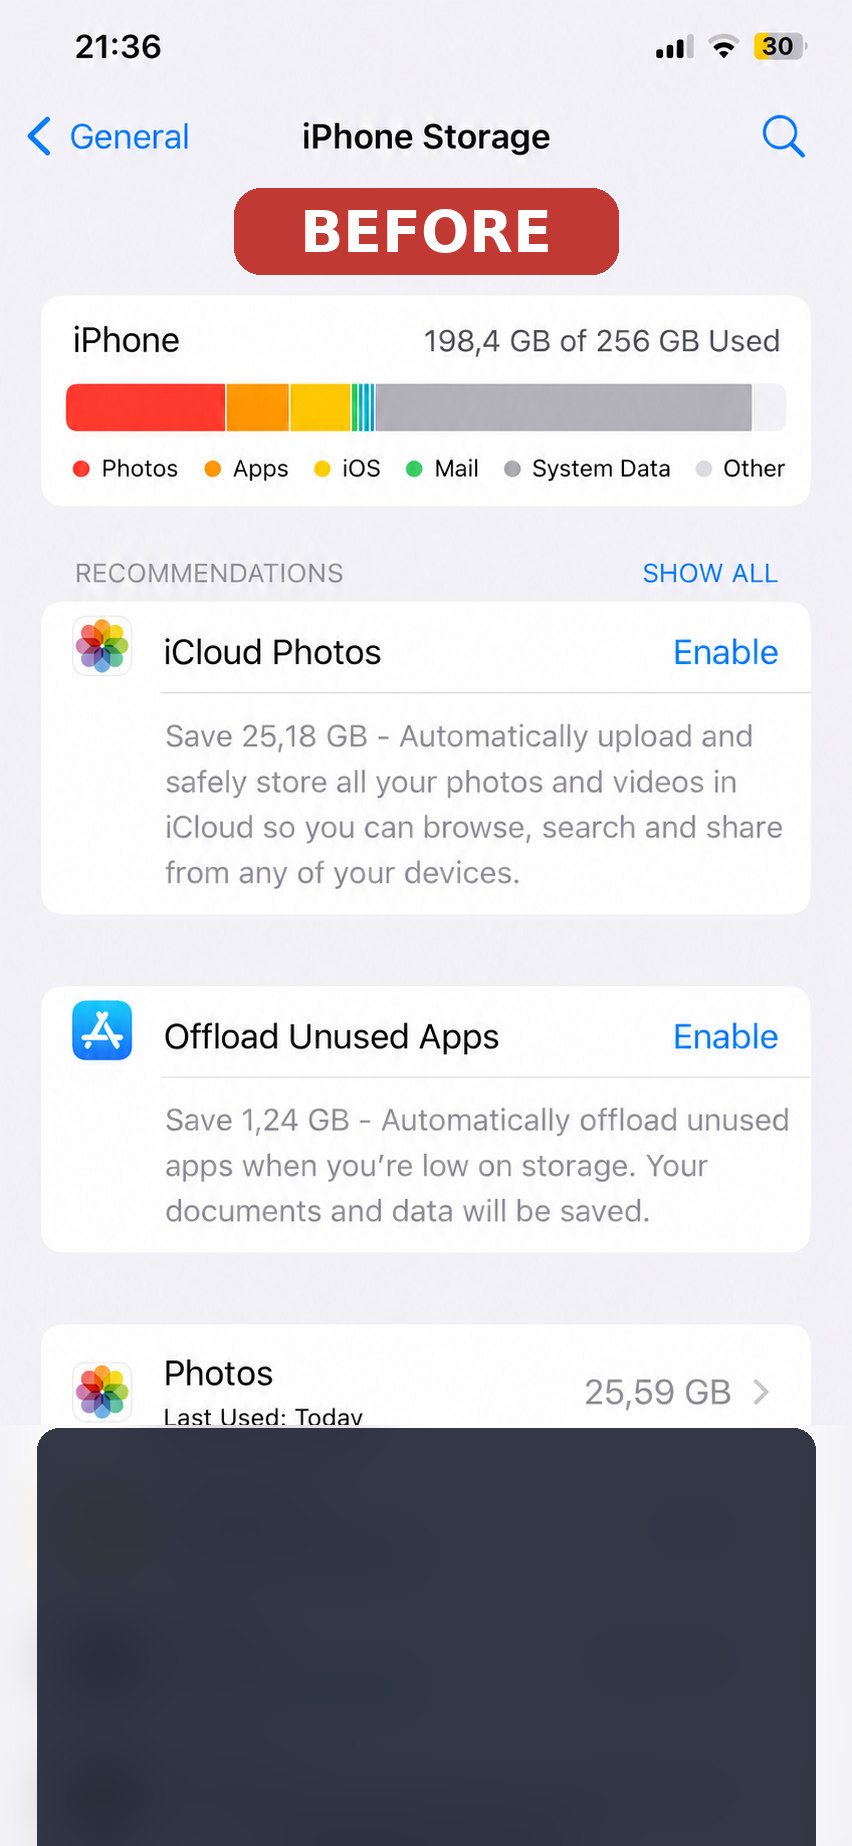 21:36
30
General
iPhone Storage
BEFORE
iPhone
198,4 GB of 256 GB Used
Photos Apps iOS Mail System Data Other
RECOMMENDATIONS
SHOW ALL
iCloud Photos
Enable
Save 25,18 GB - Automatically upload and
safely store all your photos and videos in
iCloud so you can browse, search and share
from any of your devices.
Offload Unused Apps
Enable
Save 1,24 GB - Automatically offload unused
apps when you’re low on storage. Your
documents and data will be saved.
Photos
25,59 GB
Last Used: Today